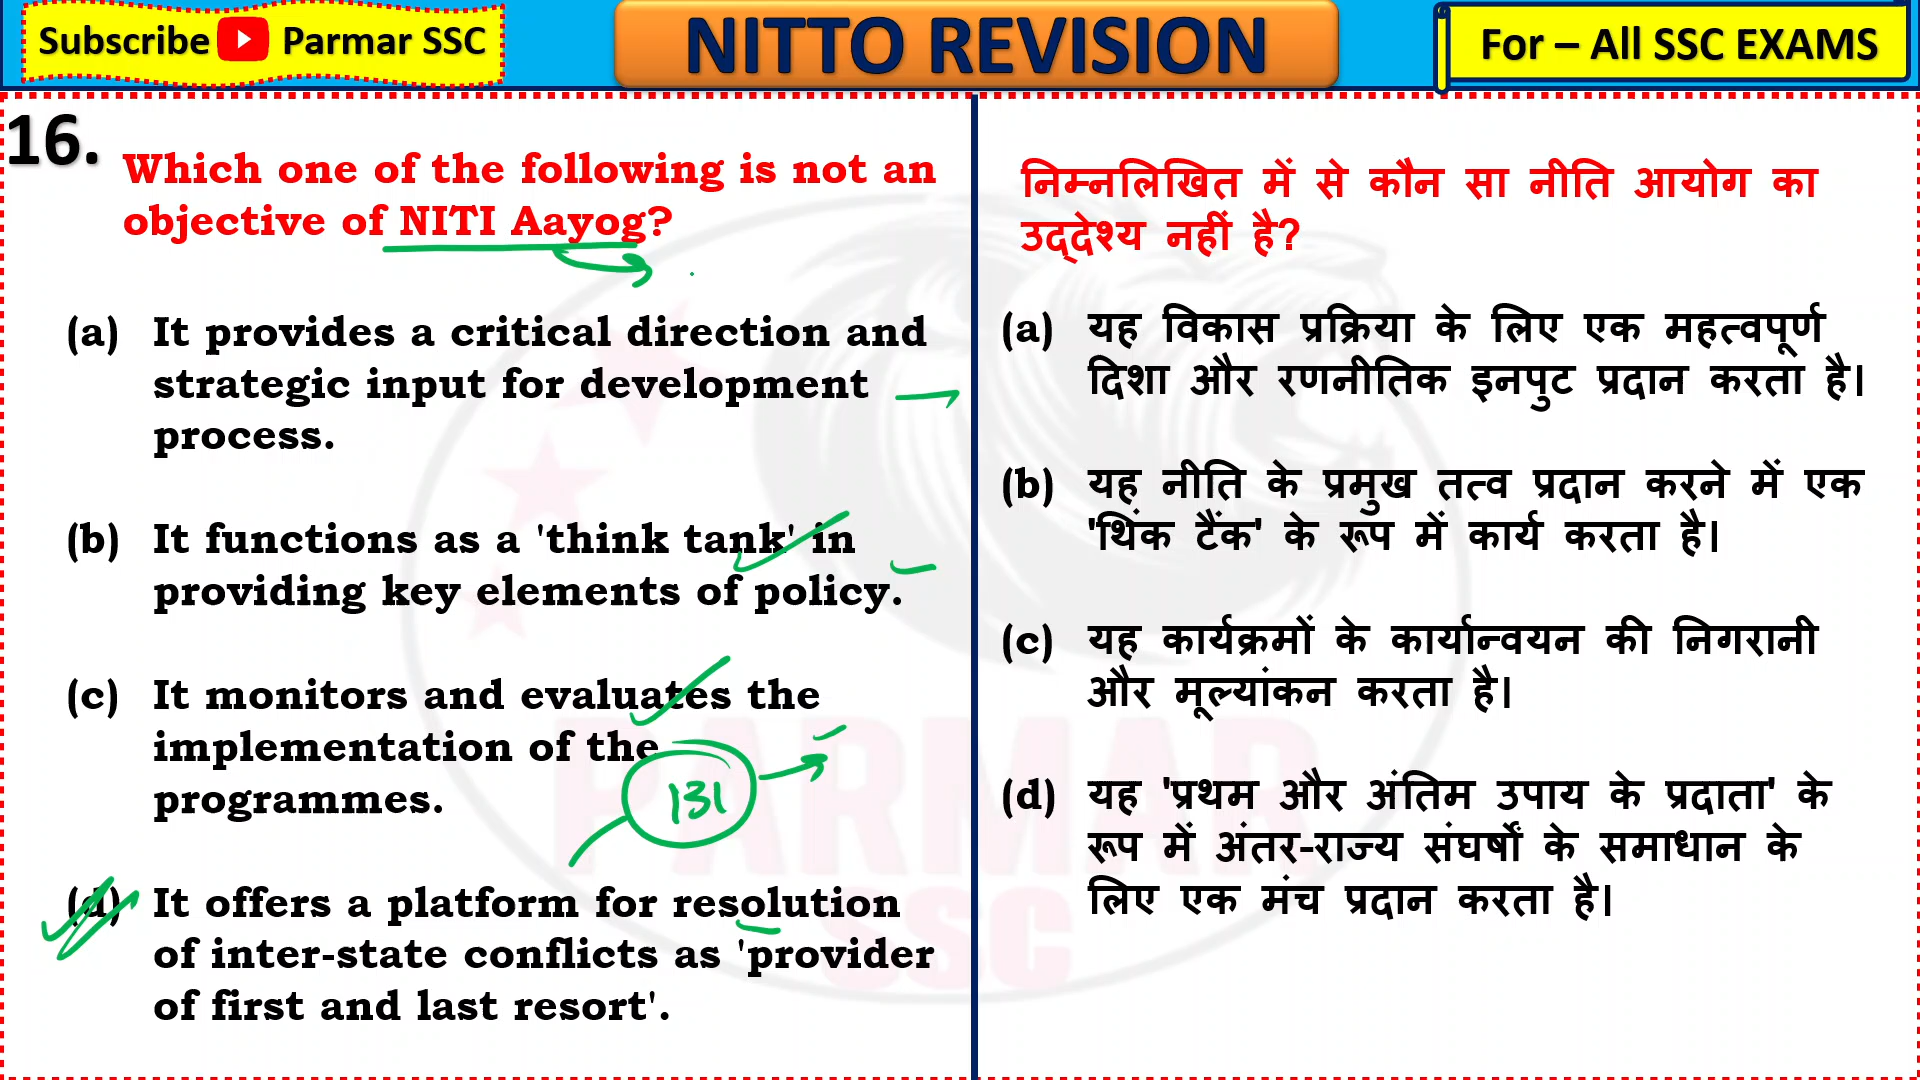 Subscribe Parmar SSC
NITTO REVISION
For – All SSC EXAMS
16.
Which one of the following is not an
objective of NITI Aayog?
(a) It provides a critical direction and
strategic input for development
process.
(b) It functions as a 'think tank' in
providing key elements of policy.
(c) It monitors and evaluates the
implementation of the
programmes.
131
(d) It offers a platform for resolution
of inter-state conflicts as 'provider
of first and last resort'.
निम्नलिखित में से कौन सा नीति आयोग का
उद्देश्य नहीं है?
(a) यह विकास प्रक्रिया के लिए एक महत्वपूर्ण
दिशा और रणनीतिक इनपुट प्रदान करता है।
(b) यह नीति के प्रमुख तत्व प्रदान करने में एक
'थिंक टैंक' के रूप में कार्य करता है।
(c) यह कार्यक्रमों के कार्यान्वयन की निगरानी
और मूल्यांकन करता है।
(d) यह 'प्रथम और अंतिम उपाय के प्रदाता' के
रूप में अंतर-राज्य संघर्षों के समाधान के
लिए एक मंच प्रदान करता है।
PARMAR
SSC